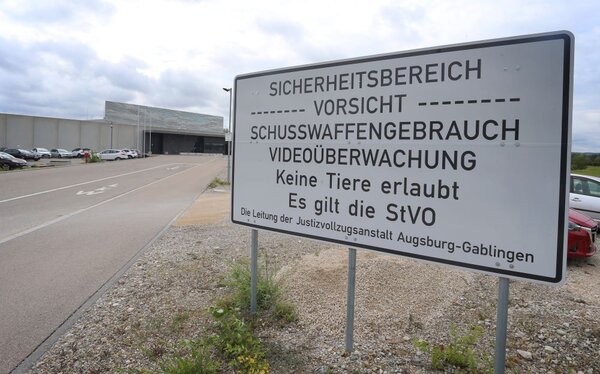 SICHERHEITSBEREICH
-------- VORSICHT -----------
SCHUSSWAFFENGEBRAUCH
VIDEOÜBERWACHUNG
Keine Tiere erlaubt
Es gilt die StVO
Die Leitung der Justizvollzugsanstalt Augsburg-Gablingen